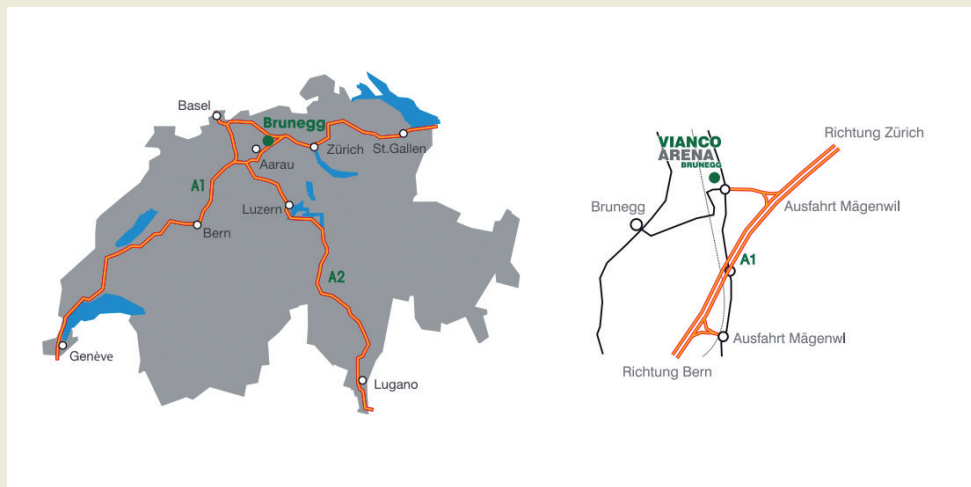 Basel
Brunegg
Zürich
St.Gallen
Aarau
A1
Luzern
Bern
A2
Genève
Lugano
VIANCO
ARENA
BRUNEGG
Richtung Zürich
Brunegg
Ausfahrt Mägenwil
A1
Ausfahrt Mägenwl
Richtung Bern